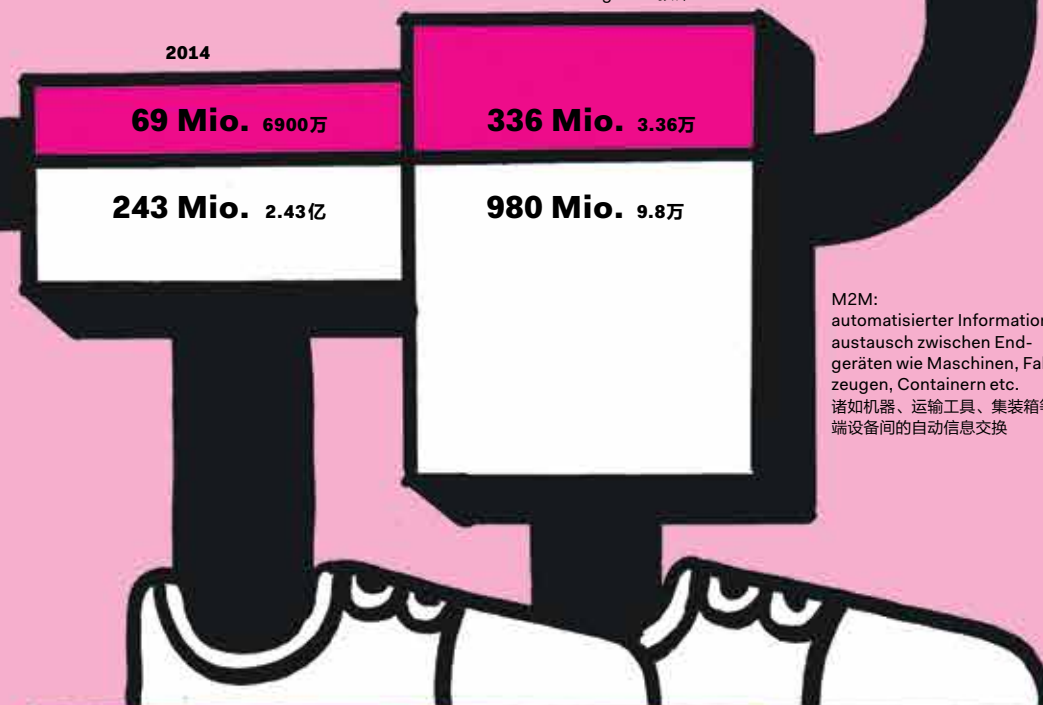 2014
69 Mio. 6900万
336 Mio. 3.36万
243 Mio. 2.43亿
980 Mio. 9.8万
M2M:
automatisierter Information
austausch zwischen End-
geräten wie Maschinen, Fa
zeugen, Containern etc.
诸如机器、运输工具、集装箱
端设备间的自动信息交换